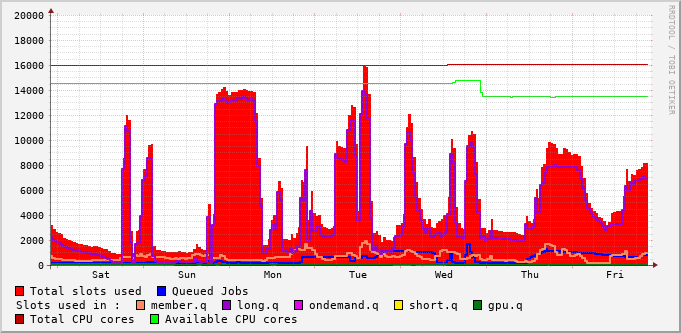 20000
18000
16000
14000
12000
10000
8000
6000
4000
2000
0
Sat Sun Mon Tue Wed Thu Fri
RRDTOOL / TOBI OETIKER
Total slots used Queued Jobs
Slots used in : member.q long.q ondemand.q short.q gpu.q
Total CPU cores Available CPU cores